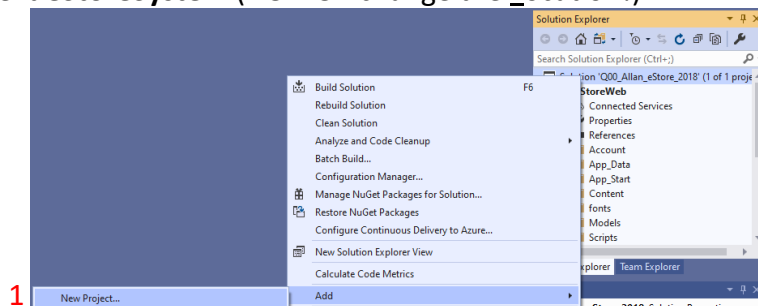 Solution Explorer
Search Solution Explorer (Ctrl+;)
Solution 'Q00_Allan_eStore_2018' (1 of 1 proje
Build Solution F6
StoreWeb
Rebuild Solution
Connected Services
Clean Solution
Properties
Analyze and Code Cleanup
References
Batch Build...
Account
Configuration Manager...
App_Data
Manage NuGet Packages for Solution...
App_Start
Restore NuGet Packages
Content
Configure Continuous Delivery to Azure...
fonts
Models
New Solution Explorer View
Scripts
Calculate Code Metrics
xplorer Team Explorer
1 New Project...
Add